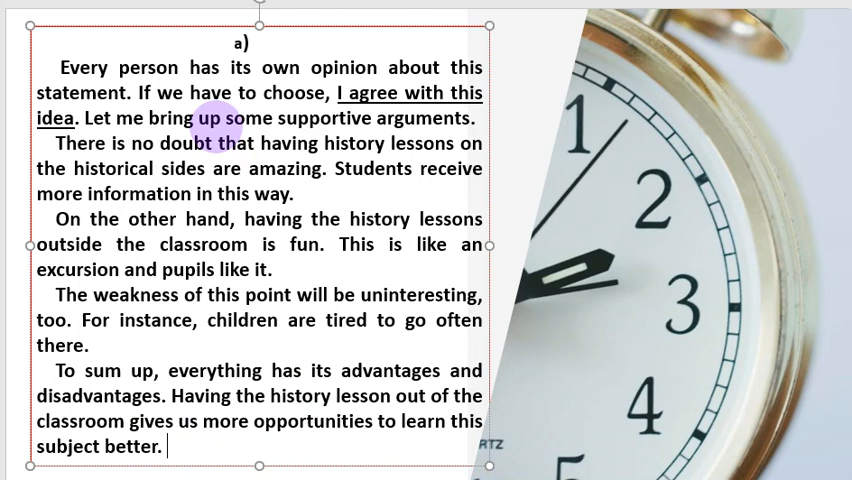 a)
Every person has its own opinion about this
statement. If we have to choose, I agree with this
idea. Let me bring up some supportive arguments.
There is no doubt that having history lessons on
the historical sides are amazing. Students receive
more information in this way.
On the other hand, having the history lessons
outside the classroom is fun. This is like an
excursion and pupils like it.
The weakness of this point will be uninteresting,
too. For instance, children are tired to go often
there.
To sum up, everything has its advantages and
disadvantages. Having the history lesson out of the
classroom gives us more opportunities to learn this
subject better.
1
2
3
4
5
RTZ